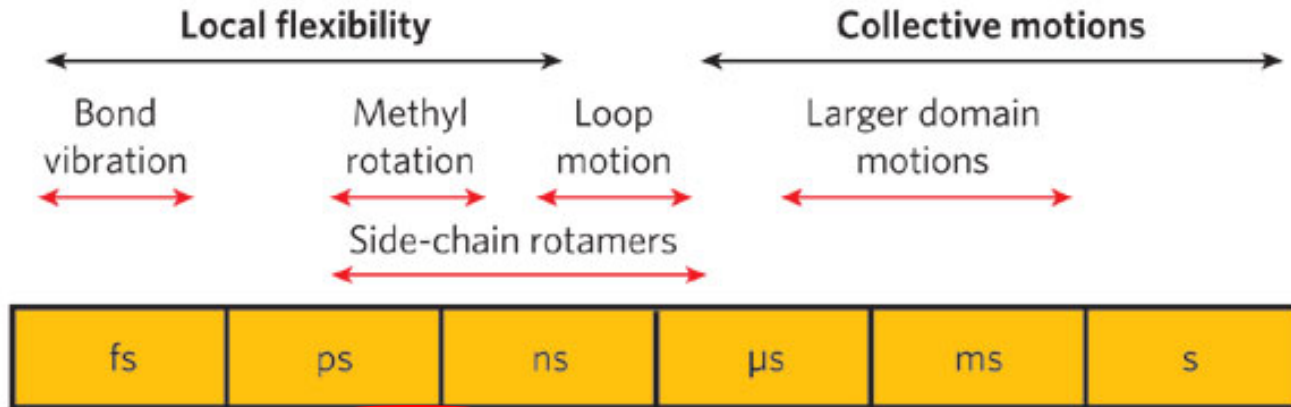 Local flexibility Collective motions
Bond Methyl Loop Larger domain
vibration rotation motion motions
Side-chain rotamers
fs ps ns µs ms s